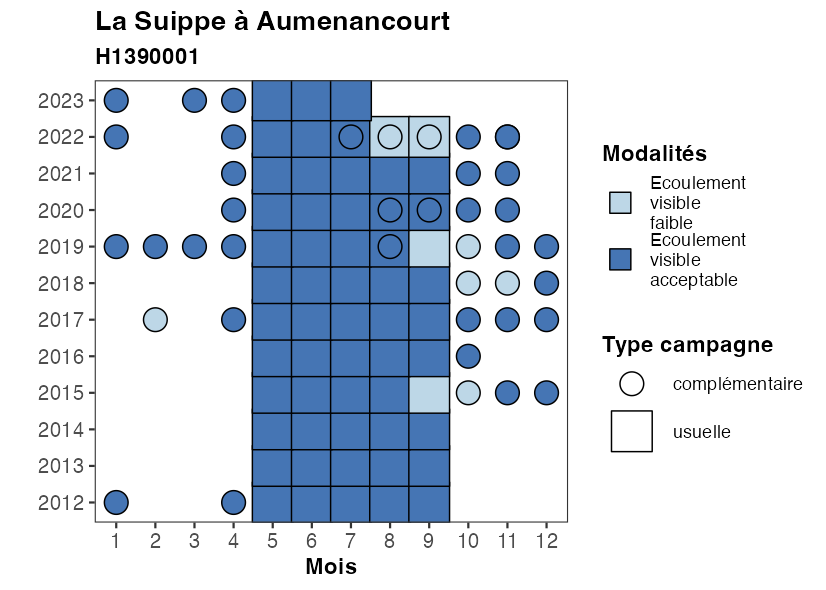 La Suippe à Aumenancourt
H1390001
2023
2022
2021
2020
2019
2018
2017
2016
2015
2014
2013
2012
1 2 3 4 5 6 7 8 9 10 11 12
Mois
Modalités
Ecoulement
visible
faible
Ecoulement
visible
acceptable
Type campagne
complémentaire
usuelle